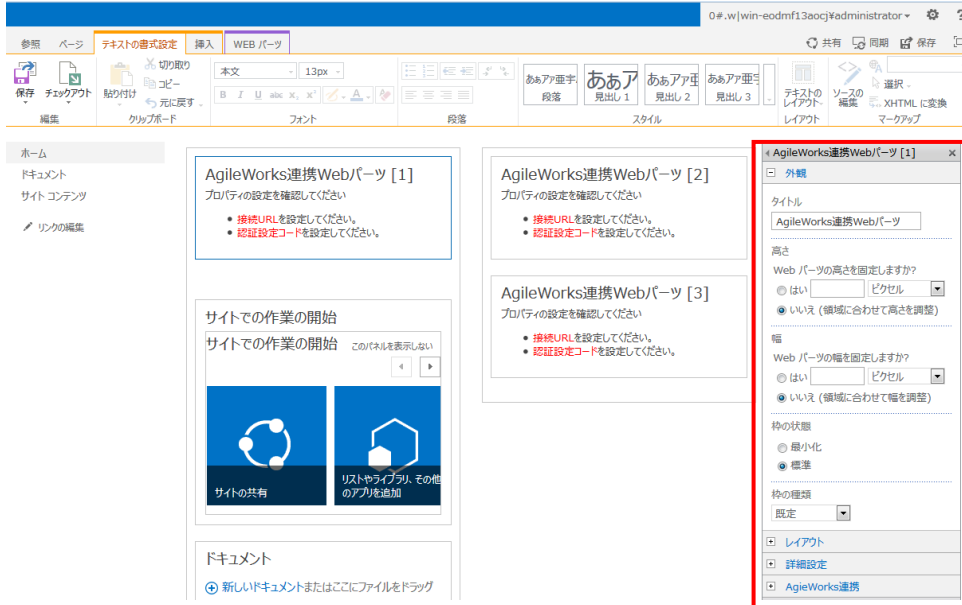 0#.w|win-eodmf13aocj¥administrator
参照 ページ テキストの書式設定 挿入 WEB パーツ
共有 同期 保存
保存
チェックアウト
貼り付け
切り取り
コピー
元に戻す
本文 13px
B I U abc x₂ x² A
あぁアァ亜宇.
段落
あぁア
見出し 1
あぁアァ亜
見出し 2
あぁアァ亜宇
見出し 3
テキストの
レイアウト
ソースの
編集
選択
XHTML に変換
編集 クリップボード フォント 段落 スタイル レイアウト マークアップ
ホーム
ドキュメント
サイト コンテンツ
リンクの編集
AgileWorks連携Webパーツ [1]
プロパティの設定を確認してください
• 接続URLを設定してください。
• 認証設定コードを設定してください。
サイトでの作業の開始
サイトでの作業の開始 このパネルを表示しない
サイトの共有
リストやライブラリ、その他
のアプリを追加
ドキュメント
新しいドキュメントまたはここにファイルをドラッグ
AgileWorks連携Webパーツ [2]
プロパティの設定を確認してください
• 接続URLを設定してください。
• 認証設定コードを設定してください。
AgileWorks連携Webパーツ [3]
プロパティの設定を確認してください
• 接続URLを設定してください。
• 認証設定コードを設定してください。
AgileWorks連携Webパーツ [1] ×
外観
タイトル
AgileWorks連携Webパーツ
高さ
Web パーツの高さを固定しますか?
はい ピクセル
いいえ (領域に合わせて高さを調整)
幅
Web パーツの幅を固定しますか?
はい ピクセル
いいえ (領域に合わせて幅を調整)
枠の状態
最小化
標準
枠の種類
既定
レイアウト
詳細設定
AgieWorks連携